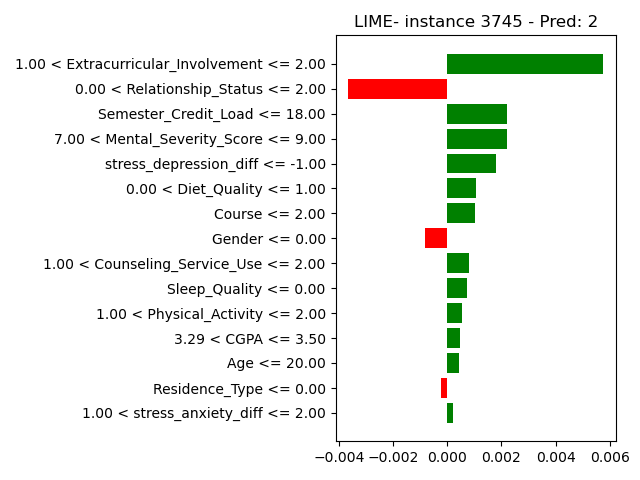 LIME- instance 3745 - Pred: 2
1.00 < Extracurricular_Involvement <= 2.00
0.00 < Relationship_Status <= 2.00
Semester_Credit_Load <= 18.00
7.00 < Mental_Severity_Score <= 9.00
stress_depression_diff <= -1.00
0.00 < Diet_Quality <= 1.00
Course <= 2.00
Gender <= 0.00
1.00 < Counseling_Service_Use <= 2.00
Sleep_Quality <= 0.00
1.00 < Physical_Activity <= 2.00
3.29 < CGPA <= 3.50
Age <= 20.00
Residence_Type <= 0.00
1.00 < stress_anxiety_diff <= 2.00
−0.004 −0.002 0.000 0.002 0.004 0.006